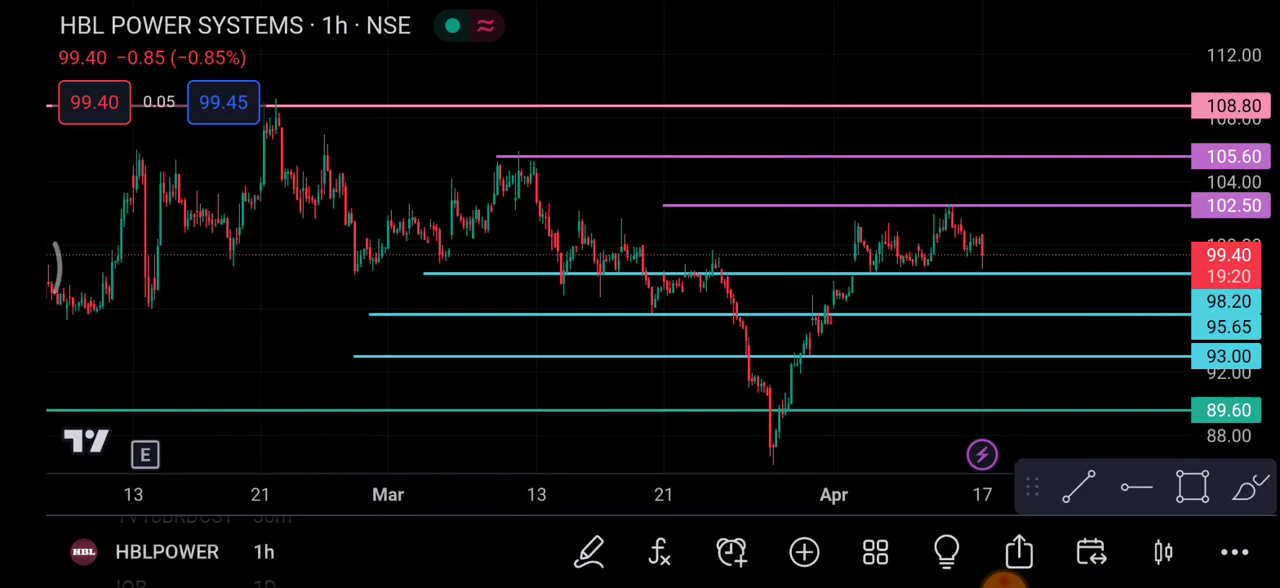 HBL POWER SYSTEMS · 1h · NSE
99.40 −0.85 (−0.85%)
99.40 0.05 99.45
112.00
108.80
105.60
104.00
102.50
99.40
19:20
98.20
95.65
93.00
92.00
89.60
88.00
E
13 21 Mar 13 21 Apr 17
HBL HBLPOWER 1h